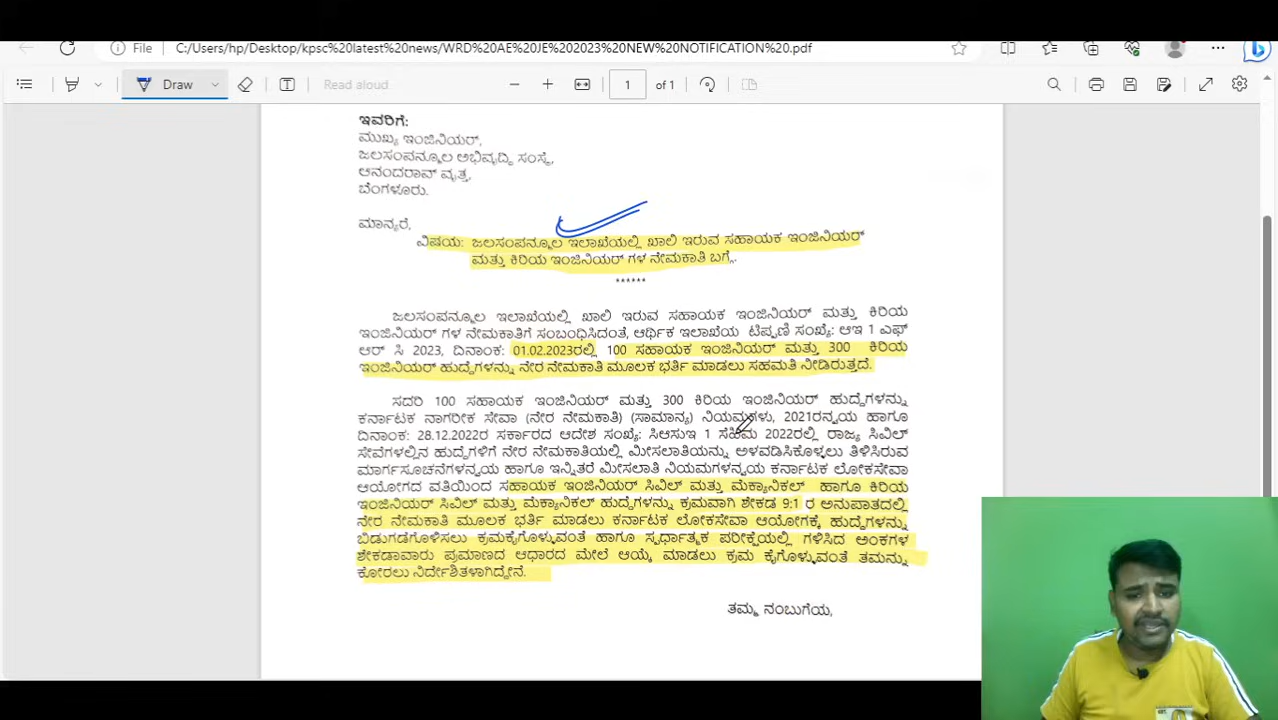 File C:/Users/hp/Desktop/kpsc%20latest%20news/WRD%20AE%20JE%202023%20NEW%20NOTIFICATION%20.pdf
Draw Read aloud 1 of 1
ಇವರಿಗೆ:
ಮುಖ್ಯ ಇಂಜಿನಿಯರ್,
ಜಲಸಂಪನ್ಮೂಲ ಅಭಿವೃದ್ಧಿ ಸಂಸ್ಥೆ,
ಆನಂದರಾವ್ ವೃತ್ತ,
ಬೆಂಗಳೂರು.
ಮಾನ್ಯರೆ,
ವಿಷಯ: ಜಲಸಂಪನ್ಮೂಲ ಇಲಾಖೆಯಲ್ಲಿ ಖಾಲಿ ಇರುವ ಸಹಾಯಕ ಇಂಜಿನಿಯರ್
ಮತ್ತು ಕಿರಿಯ ಇಂಜಿನಿಯರ್ ಗಳ ನೇಮಕಾತಿ ಬಗ್ಗೆ.
******
ಜಲಸಂಪನ್ಮೂಲ ಇಲಾಖೆಯಲ್ಲಿ ಖಾಲಿ ಇರುವ ಸಹಾಯಕ ಇಂಜಿನಿಯರ್ ಮತ್ತು ಕಿರಿಯ
ಇಂಜಿನಿಯರ್ ಗಳ ನೇಮಕಾತಿಗೆ ಸಂಬಂಧಿಸಿದಂತೆ, ಆರ್ಥಿಕ ಇಲಾಖೆಯ ಟಿಪ್ಪಣಿ ಸಂಖ್ಯೆ: ಆಇ 1 ಎಫ್
ಆರ್ ಸಿ 2023, ದಿನಾಂಕ: 01.02.2023ರಲ್ಲಿ 100 ಸಹಾಯಕ ಇಂಜಿನಿಯರ್ ಮತ್ತು 300 ಕಿರಿಯ
ಇಂಜಿನಿಯರ್ ಹುದ್ದೆಗಳನ್ನು ನೇರ ನೇಮಕಾತಿ ಮೂಲಕ ಭರ್ತಿ ಮಾಡಲು ಸಹಮತಿ ನೀಡಿರುತ್ತದೆ.
ಸದರಿ 100 ಸಹಾಯಕ ಇಂಜಿನಿಯರ್ ಮತ್ತು 300 ಕಿರಿಯ ಇಂಜಿನಿಯರ್ ಹುದ್ದೆಗಳನ್ನು
ಕರ್ನಾಟಕ ನಾಗರೀಕ ಸೇವಾ (ನೇರ ನೇಮಕಾತಿ) (ಸಾಮಾನ್ಯ) ನಿಯಮಗಳು, 2021ರನ್ವಯ ಹಾಗೂ
ದಿನಾಂಕ: 28.12.2022ರ ಸರ್ಕಾರದ ಆದೇಶ ಸಂಖ್ಯೆ: ಸಿಆಸುಇ 1 ಸೆಹಿಮ 2022ರಲ್ಲಿ ರಾಜ್ಯ ಸಿವಿಲ್
ಸೇವೆಗಳಲ್ಲಿನ ಹುದ್ದೆಗಳಿಗೆ ನೇರ ನೇಮಕಾತಿಯಲ್ಲಿ ಮೀಸಲಾತಿಯನ್ನು ಅಳವಡಿಸಿಕೊಳ್ಳಲು ತಿಳಿಸಿರುವ
ಮಾರ್ಗಸೂಚನೆಗಳನ್ವಯ ಹಾಗೂ ಇನ್ನಿತರೆ ಮೀಸಲಾತಿ ನಿಯಮಗಳನ್ವಯ ಕರ್ನಾಟಕ ಲೋಕಸೇವಾ
ಆಯೋಗದ ವತಿಯಿಂದ ಸಹಾಯಕ ಇಂಜಿನಿಯರ್ ಸಿವಿಲ್ ಮತ್ತು ಮೆಕ್ಯಾನಿಕಲ್ ಹಾಗೂ ಕಿರಿಯ
ಇಂಜಿನಿಯರ್ ಸಿವಿಲ್ ಮತ್ತು ಮೆಕ್ಯಾನಿಕಲ್ ಹುದ್ದೆಗಳನ್ನು ಕ್ರಮವಾಗಿ ಶೇಕಡ 9:1 ರ ಅನುಪಾತದಲ್ಲಿ
ನೇರ ನೇಮಕಾತಿ ಮೂಲಕ ಭರ್ತಿ ಮಾಡಲು ಕರ್ನಾಟಕ ಲೋಕಸೇವಾ ಆಯೋಗಕ್ಕೆ ಹುದ್ದೆಗಳನ್ನು
ಬಿಡುಗಡೆಗೊಳಿಸಲು ಕ್ರಮಕೈಗೊಳ್ಳುವಂತೆ ಹಾಗೂ ಸ್ಪರ್ಧಾತ್ಮಕ ಪರೀಕ್ಷೆಯಲ್ಲಿ ಗಳಿಸಿದ ಅಂಕಗಳ
ಶೇಕಡಾವಾರು ಪ್ರಮಾಣದ ಆಧಾರದ ಮೇಲೆ ಆಯ್ಕೆ ಮಾಡಲು ಕ್ರಮ ಕೈಗೊಳ್ಳುವಂತೆ ತಮ್ಮನ್ನು
ಕೋರಲು ನಿರ್ದೇಶಿತಳಾಗಿದ್ದೇನೆ.
ತಮ್ಮ ನಂಬುಗೆಯ,